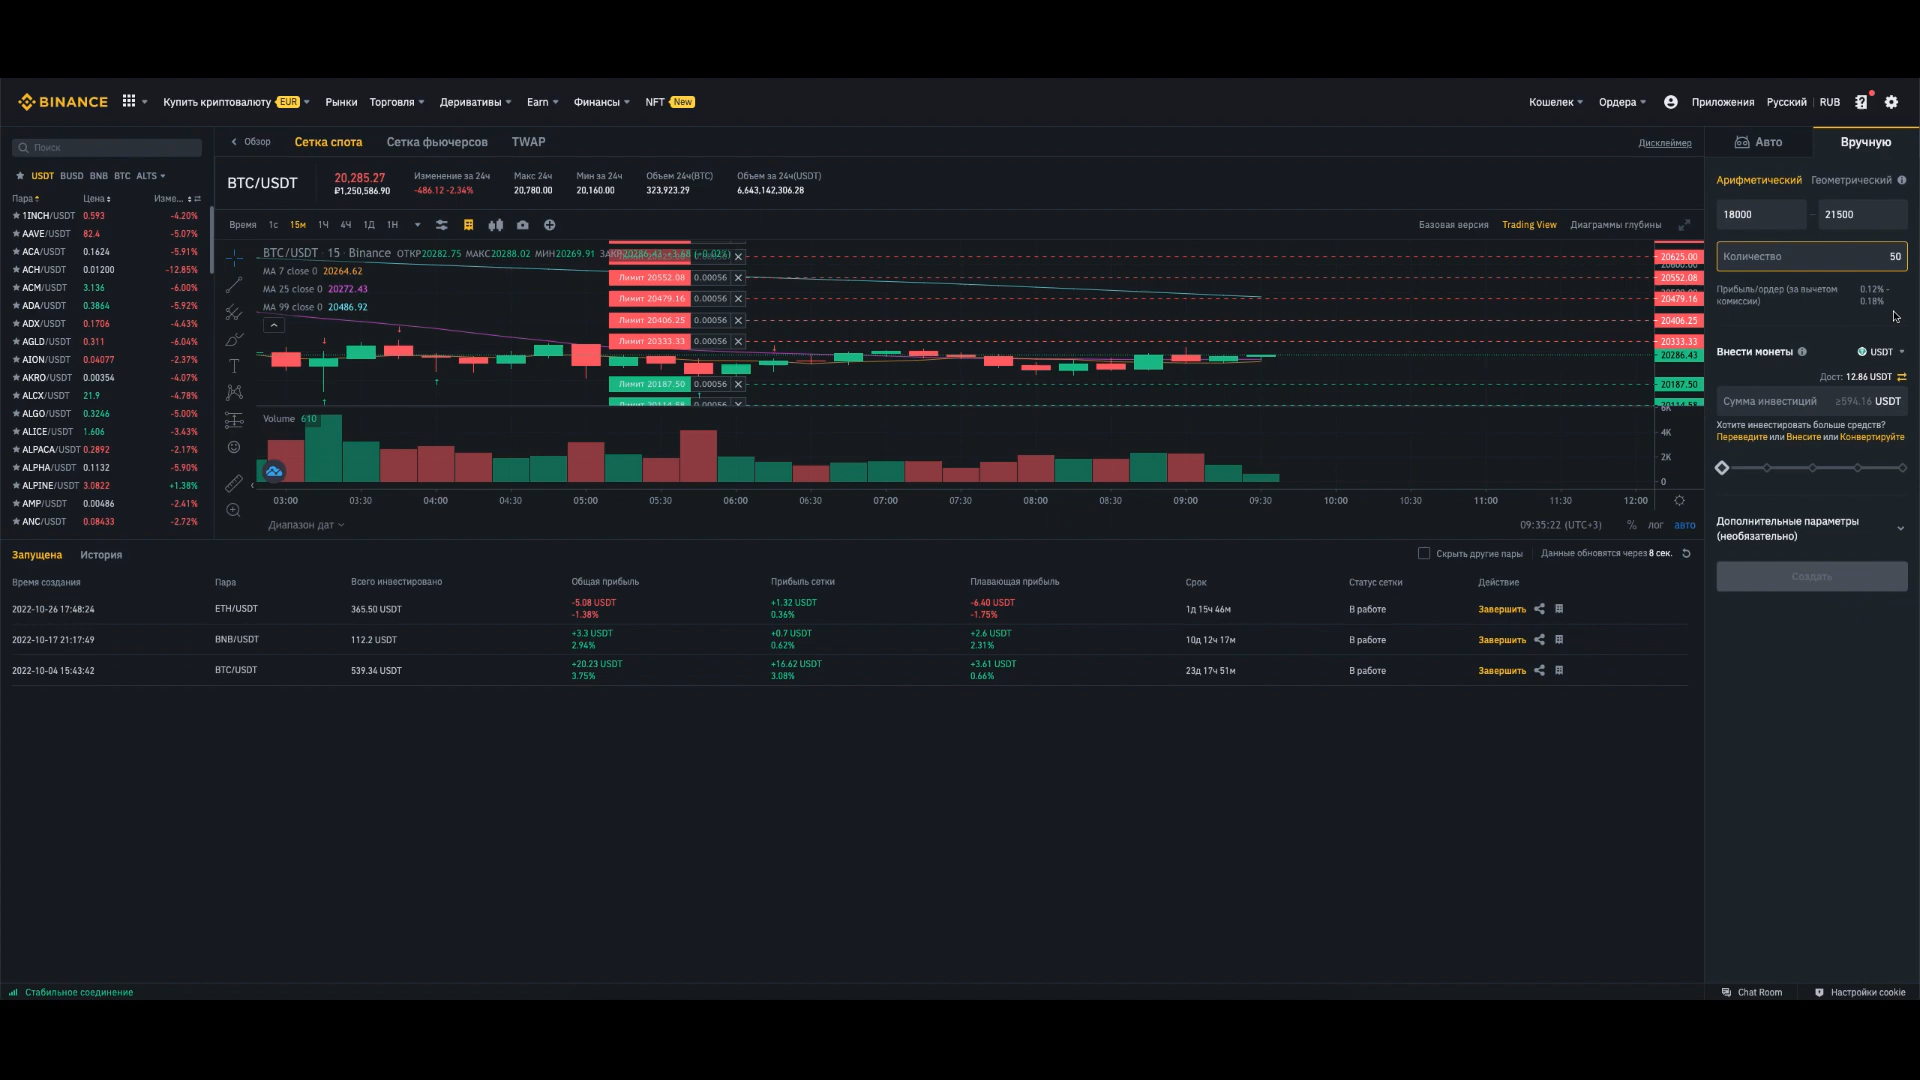 BINANCE
Купить криптовалюту EUR Рынки Торговля Деривативы Earn Финансы NFT New
Кошелек Ордера Приложения Русский RUB
Поиск
USDT BUSD BNB BTC ALTS
Пара Цена Изме...
1INCH/USDT 0.593 -4.20%
AAVE/USDT 82.4 -5.07%
ACA/USDT 0.1624 -5.91%
ACH/USDT 0.01200 -12.85%
ACM/USDT 3.136 -6.00%
ADA/USDT 0.3864 -5.92%
ADX/USDT 0.1706 -4.43%
AGLD/USDT 0.311 -6.04%
AION/USDT 0.04077 -2.37%
AKRO/USDT 0.00354 -4.07%
ALCX/USDT 21.9 -4.78%
ALGO/USDT 0.3246 -5.00%
ALICE/USDT 1.606 -3.43%
ALPACA/USDT 0.2892 -2.17%
ALPHA/USDT 0.1132 -5.90%
ALPINE/USDT 3.0822 +1.38%
AMP/USDT 0.00486 -2.41%
ANC/USDT 0.08433 -2.72%
Обзор Сетка спота Сетка фьючерсов TWAP Дисклеймер
BTC/USDT
20,285.27
₽1,250,586.90
Изменение за 24ч
-486.12 -2.34%
Макс 24ч
20,780.00
Мин за 24ч
20,160.00
Объем 24ч(BTC)
323,923.29
Объем за 24ч(USDT)
6,643,142,306.28
Время 1с 15м 1Ч 4Ч 1Д 1Н
Базовая версия Trading View Диаграммы глубины
BTC/USDT · 15 · Binance ОТКР20282.75 МАКС20288.02 МИН20269.91
MA 7 close 0 20264.62
MA 25 close 0 20272.43
MA 99 close 0 20486.92
Лимит 20552.08 0.00056
Лимит 20479.16 0.00056
Лимит 20406.25 0.00056
Лимит 20333.33 0.00056
Лимит 20187.50 0.00056
Лимит 20114.58 0.00056
20625.00
20552.08
20479.16
20406.25
20333.33
20286.43
20187.50
20114.58
Volume 610
6K
4K
2K
0
03:00 03:30 04:00 04:30 05:00 05:30 06:00 06:30 07:00 07:30 08:00 08:30 09:00 09:30 10:00 10:30 11:00 11:30 12:00
Диапазон дат
09:35:22 (UTC+3) % лог авто
Запущена История
Скрыть другие пары Данные обновятся через 8 сек.
Время создания Пара Всего инвестировано Общая прибыль Прибыль сетки Плавающая прибыль Срок Статус сетки Действие
2022-10-26 17:48:24 ETH/USDT 365.50 USDT -5.08 USDT +1.32 USDT -6.40 USDT 1д 15ч 46м В работе Завершить
-1.38% 0.36% -1.75%
2022-10-17 21:17:49 BNB/USDT 112.2 USDT +3.3 USDT +0.7 USDT +2.6 USDT 10д 12ч 17м В работе Завершить
2.94% 0.62% 2.31%
2022-10-04 15:43:42 BTC/USDT 539.34 USDT +20.23 USDT +16.62 USDT +3.61 USDT 23д 17ч 51м В работе Завершить
3.75% 3.08% 0.66%
Авто Вручную
Арифметический Геометрический
18000 - 21500
Количество 50
Прибыль/ордер (за вычетом комиссии) 0.12% - 0.18%
Внести монеты USDT
Дост: 12.86 USDT
Сумма инвестиций ≥594.16 USDT
Хотите инвестировать больше средств?
Переведите или Внесите или Конвертируйте
Дополнительные параметры
(необязательно)
Создать
Стабильное соединение
Chat Room Настройки cookie